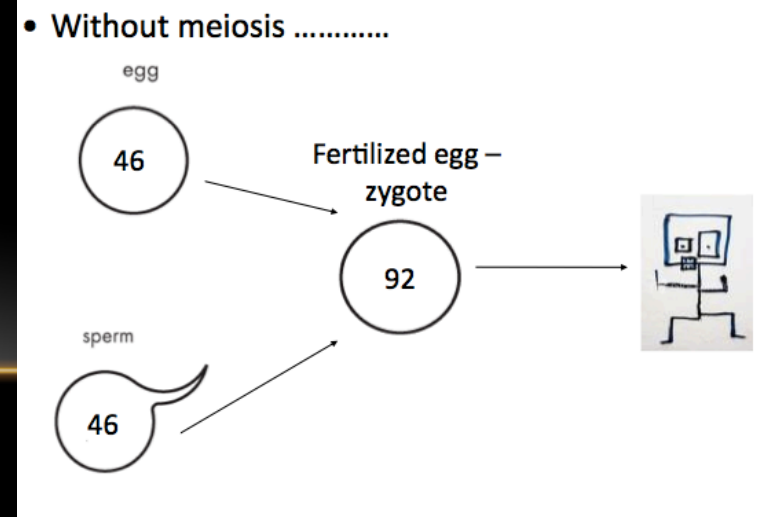 • Without meiosis ............
egg
46
Fertilized egg –
zygote
92
sperm
46